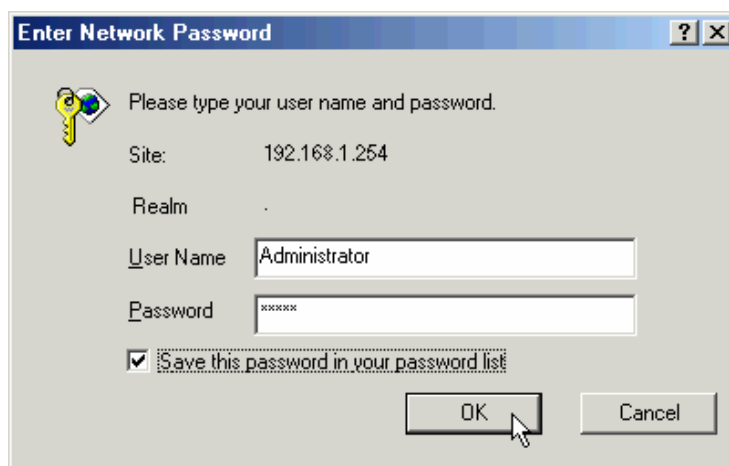 Enter Network Password
Please type your user name and password.
Site: 192.168.1.254
Realm .
User Name Administrator
Password *****
Save this password in your password list
OK Cancel